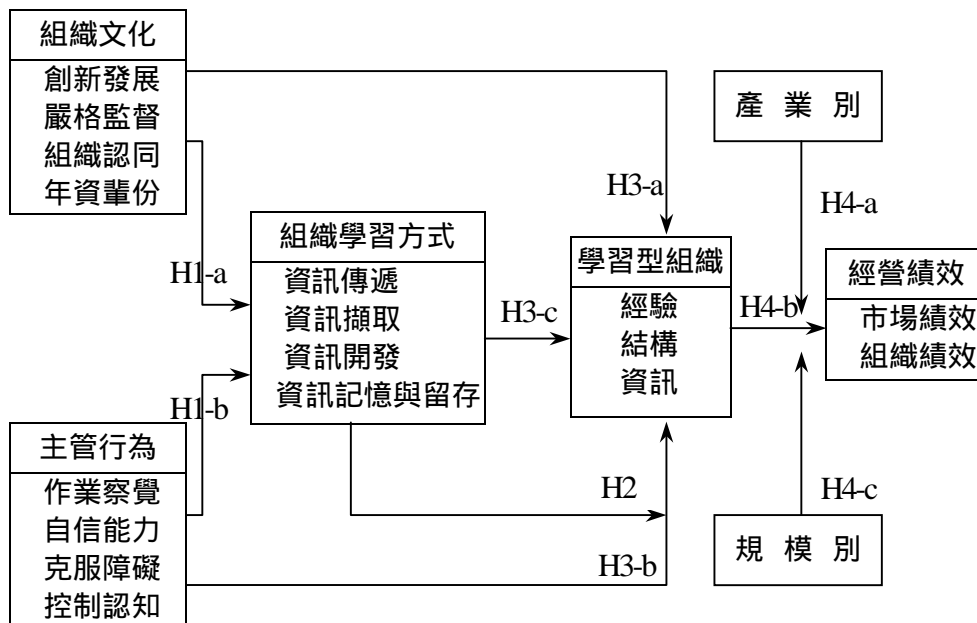 組織文化
創新發展
嚴格監督
組織認同
年資輩份
產業別
H3-a
H4-a
H1-a
組織學習方式
資訊傳遞
資訊擷取
資訊開發
資訊記憶與留存
H3-c
學習型組織
經驗
結構
資訊
H4-b
經營績效
市場績效
組織績效
H1-b
主管行為
作業察覺
自信能力
克服障礙
控制認知
H2
H3-b
H4-c
規模別